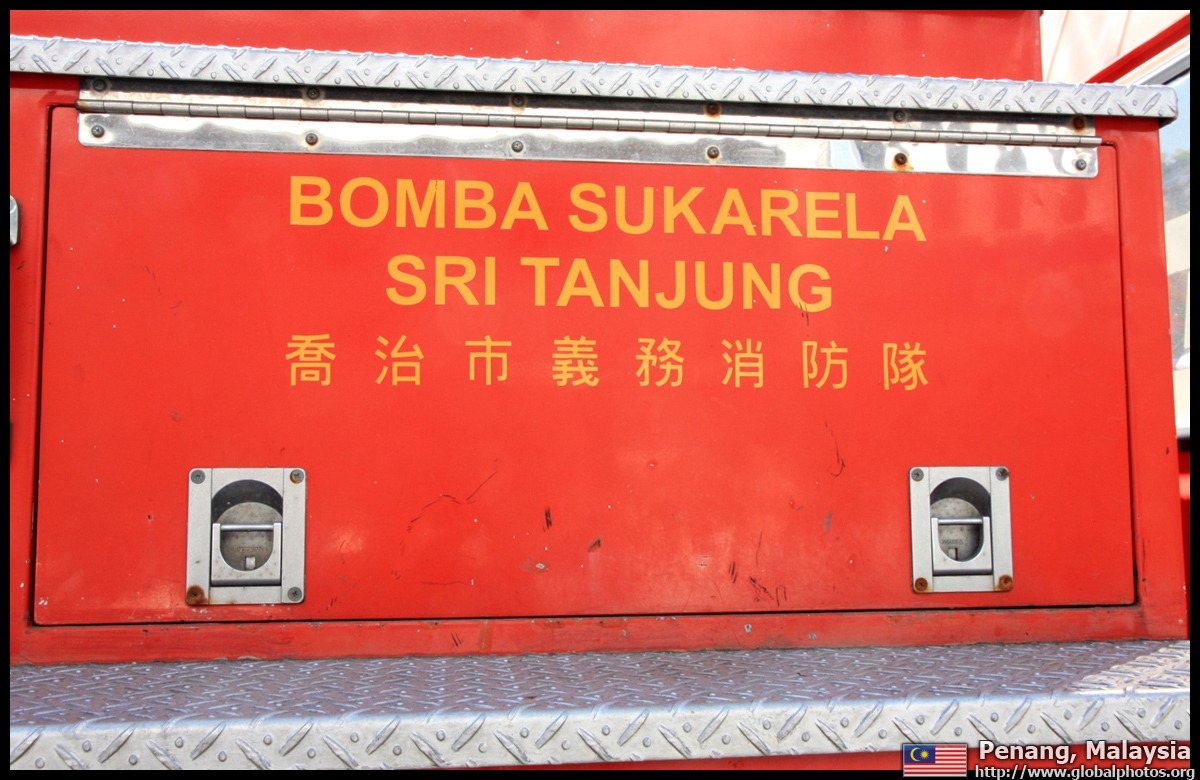 BOMBA SUKARELA
SRI TANJUNG
喬治市義務消防隊
Penang, Malaysia
http://www.globalphotos.org